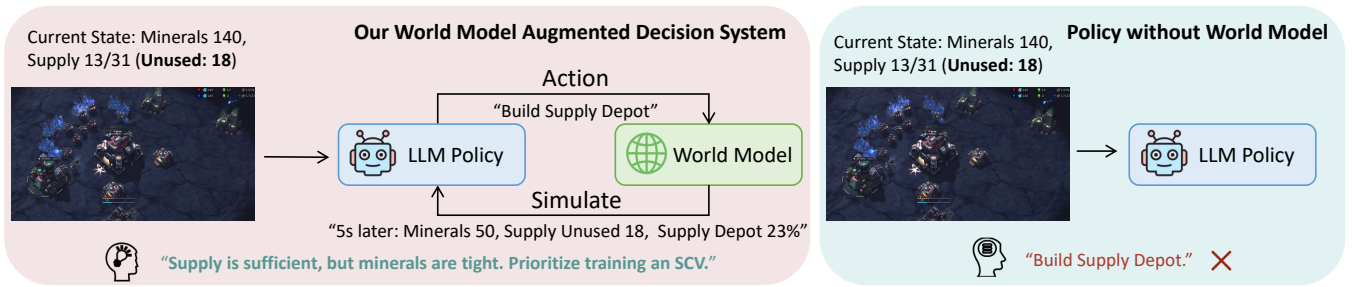 Our World Model Augmented Decision System
Current State: Minerals 140,
Supply 13/31 (Unused: 18)
Action
“Build Supply Depot”
LLM Policy
World Model
Simulate
“5s later: Minerals 50, Supply Unused 18, Supply Depot 23%”
“Supply is sufficient, but minerals are tight. Prioritize training an SCV.”
Policy without World Model
Current State: Minerals 140,
Supply 13/31 (Unused: 18)
LLM Policy
“Build Supply Depot.”